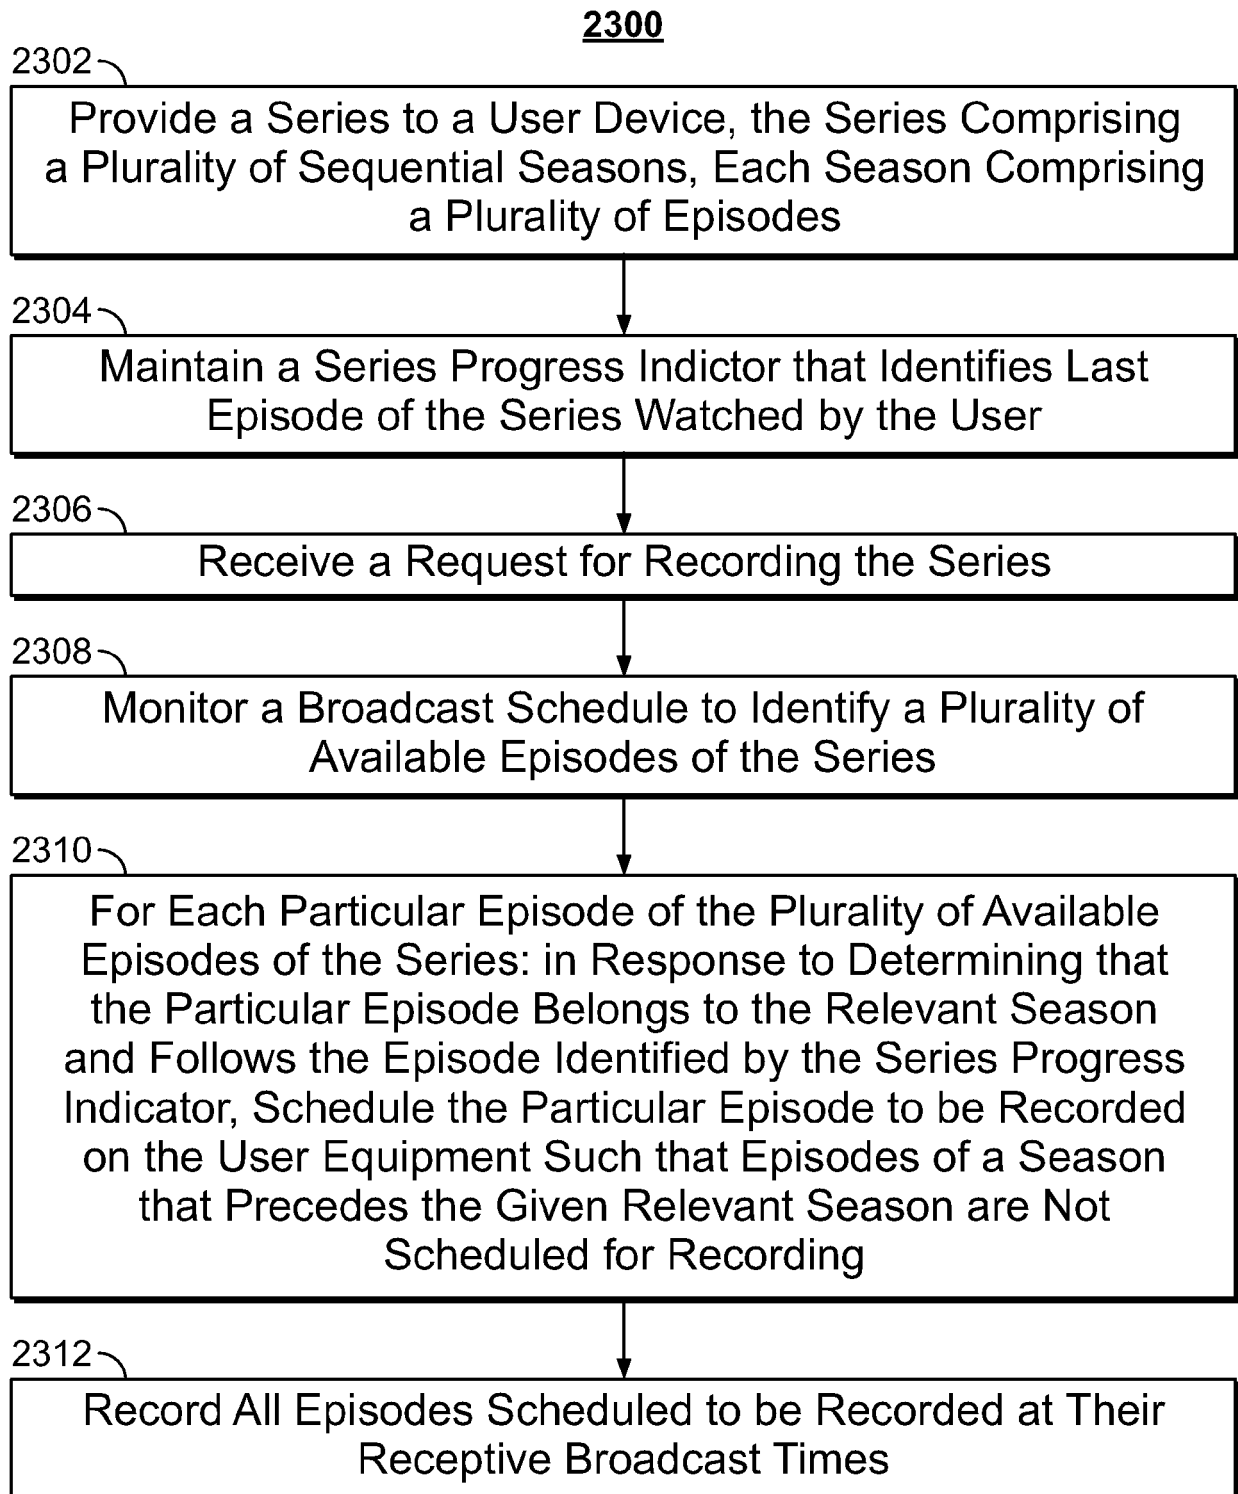 2300
2302
Provide a Series to a User Device, the Series Comprising
a Plurality of Sequential Seasons, Each Season Comprising
a Plurality of Episodes
2304
Maintain a Series Progress Indictor that Identifies Last
Episode of the Series Watched by the User
2306
Receive a Request for Recording the Series
2308
Monitor a Broadcast Schedule to Identify a Plurality of
Available Episodes of the Series
2310
For Each Particular Episode of the Plurality of Available
Episodes of the Series: in Response to Determining that
the Particular Episode Belongs to the Relevant Season
and Follows the Episode Identified by the Series Progress
Indicator, Schedule the Particular Episode to be Recorded
on the User Equipment Such that Episodes of a Season
that Precedes the Given Relevant Season are Not
Scheduled for Recording
2312
Record All Episodes Scheduled to be Recorded at Their
Receptive Broadcast Times